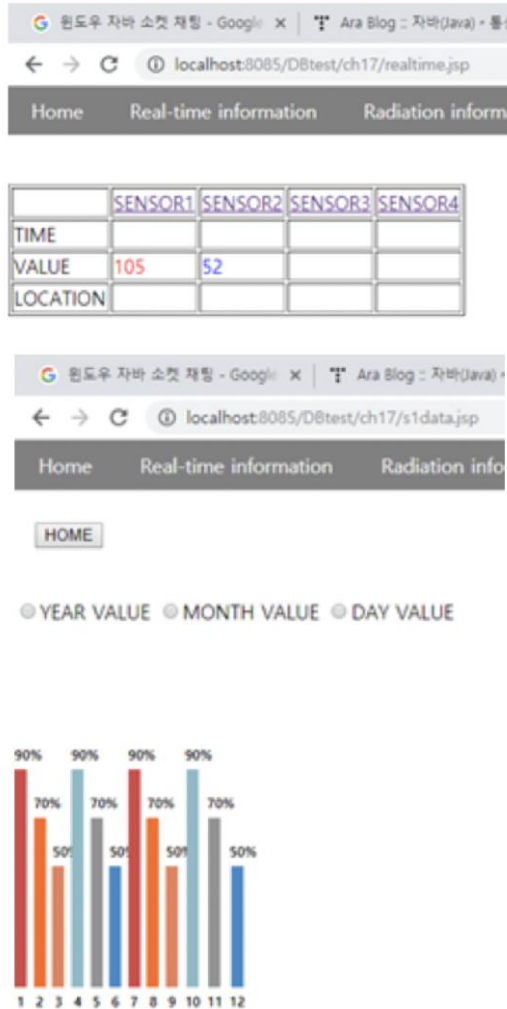 윈도우 자바 소켓 채팅 - Google
Ara Blog :: 자바(Java) - 통신
localhost:8085/DBtest/ch17/realtime.jsp
Home Real-time information Radiation inform
SENSOR1 SENSOR2 SENSOR3 SENSOR4
TIME
VALUE 105 52
LOCATION
윈도우 자바 소켓 채팅 - Google
Ara Blog :: 자바(Java) -
localhost:8085/DBtest/ch17/s1data.jsp
Home Real-time information Radiation info
HOME
YEAR VALUE MONTH VALUE DAY VALUE
90% 90% 90% 90%
70% 70% 70% 70%
50% 50% 50% 50%
1 2 3 4 5 6 7 8 9 10 11 12